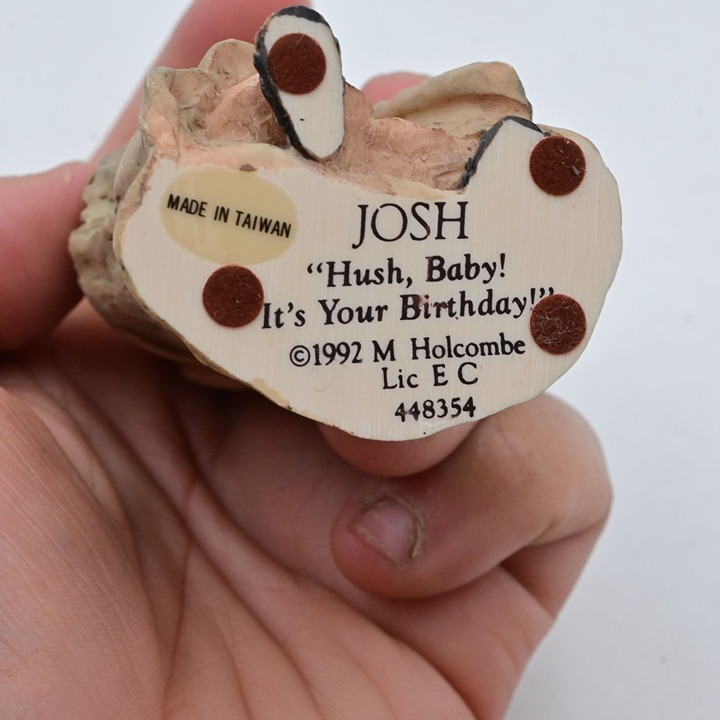 MADE IN TAIWAN
JOSH
“Hush, Baby!
It's Your Birthday!”
©1992 M Holcombe
Lic E C
448354